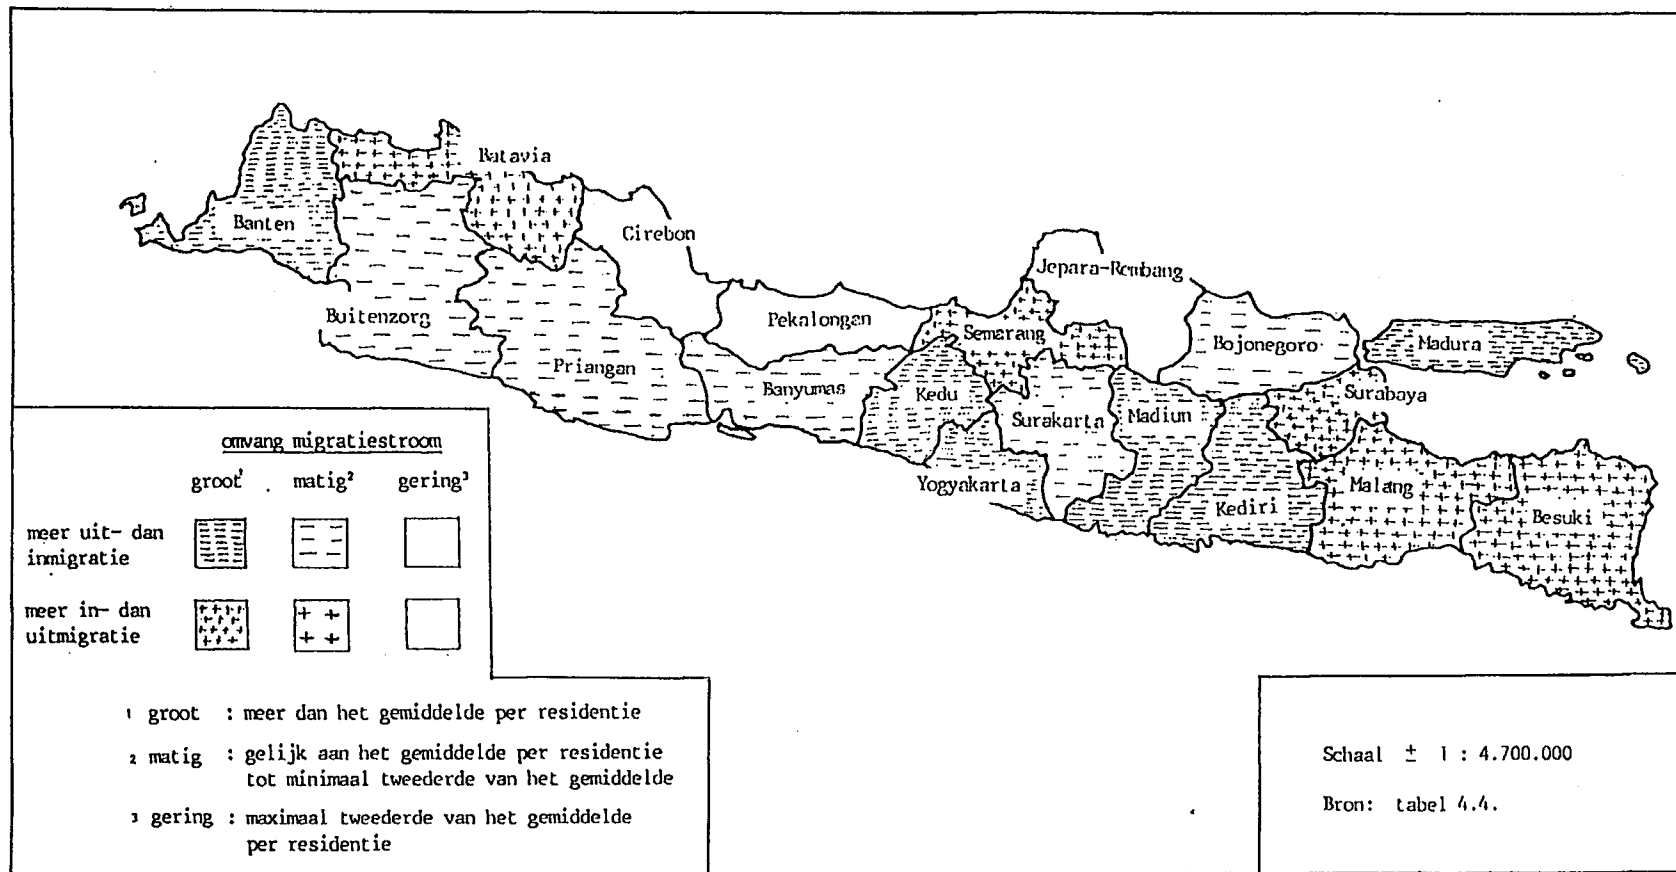 Batavia
Banten
Cirebon
Jepara-Rembang
Buitenzorg
Pekalongan
Semarang
Bojonegoro
Madura
Priangan
Banyumas
Kedu
Surakarta
Madiun
Surabaya
Yogyakarta
Kediri
Malang
Besuki
omvang migratiestroom
groot¹ matig² gering³
meer uit- dan
inmigratie
meer in- dan
uitmigratie
1 groot : meer dan het gemiddelde per residentie
2 matig : gelijk aan het gemiddelde per residentie
tot minimaal tweederde van het gemiddelde
3 gering : maximaal tweederde van het gemiddelde
per residentie
Schaal ± 1 : 4.700.000
Bron: tabel 4.4.